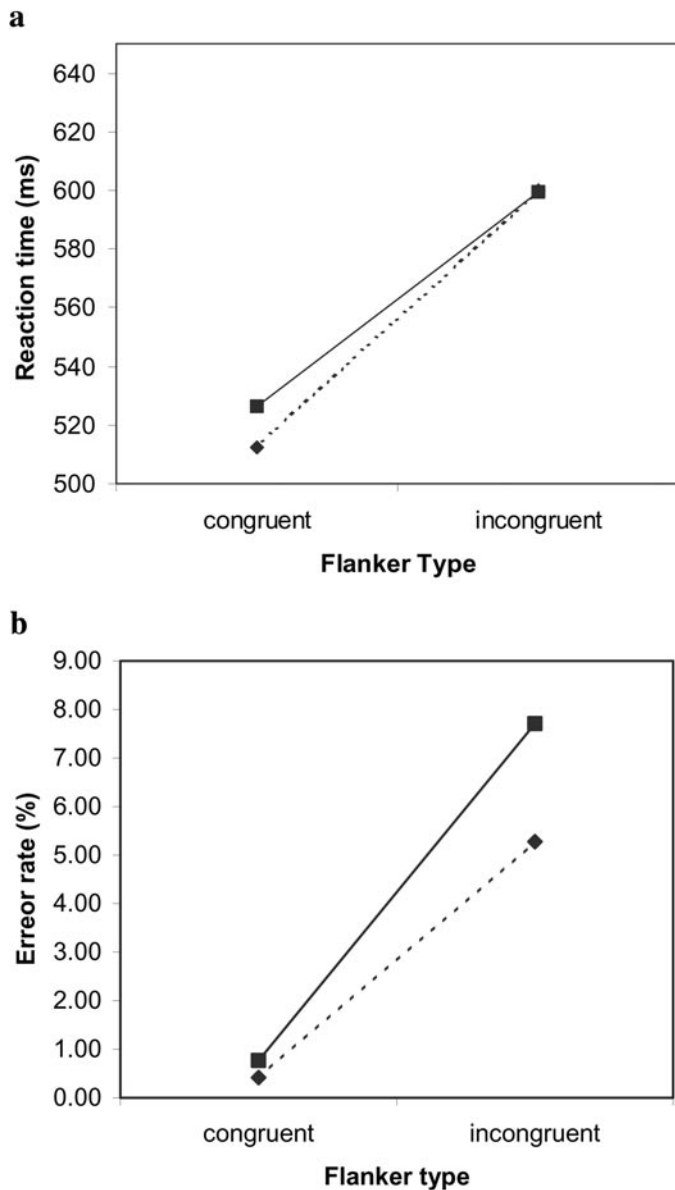 a
640
620
600
580
560
540
520
500
Reaction time (ms)
congruent incongruent
Flanker Type
b
9.00
8.00
7.00
6.00
5.00
4.00
3.00
2.00
1.00
0.00
Erreor rate (%)
congruent incongruent
Flanker type